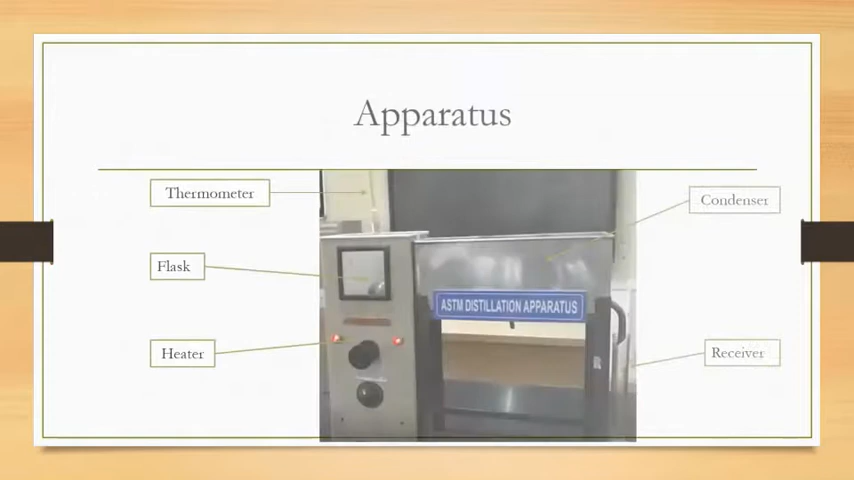 Apparatus
Thermometer
Condenser
Flask
ASTM DISTILLATION APPARATUS
Heater
Receiver